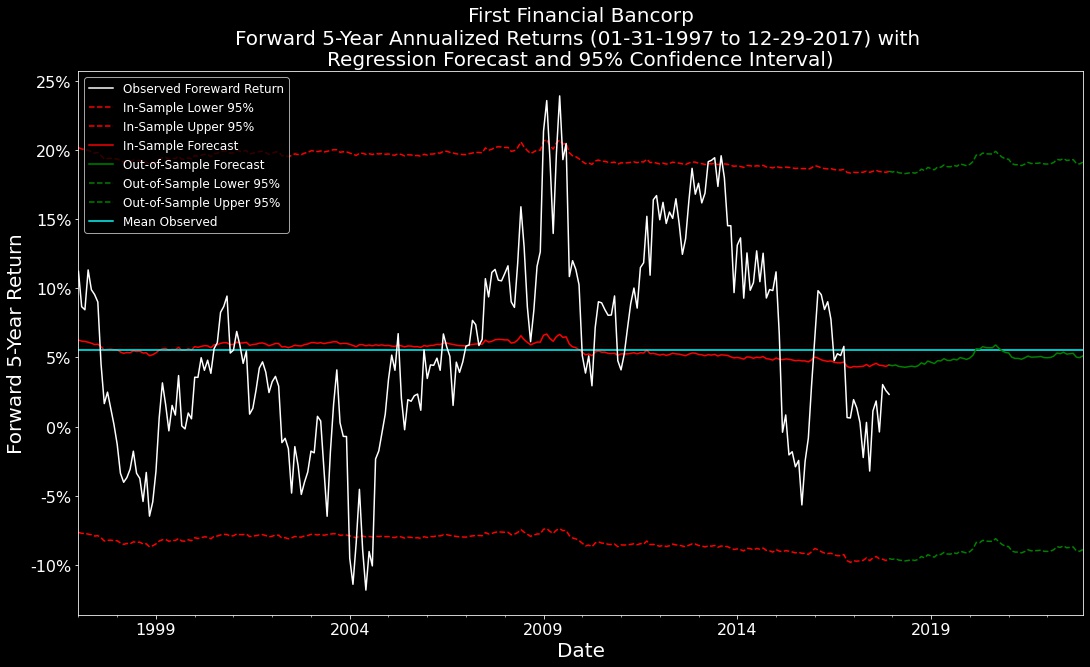 First Financial Bancorp
Forward 5-Year Annualized Returns (01-31-1997 to 12-29-2017) with
Regression Forecast and 95% Confidence Interval)
25%
20%
15%
10%
5%
0%
-5%
-10%
Forward 5-Year Return
Observed Foreward Return
In-Sample Lower 95%
In-Sample Upper 95%
In-Sample Forecast
Out-of-Sample Forecast
Out-of-Sample Lower 95%
Out-of-Sample Upper 95%
Mean Observed
1999
2004
2009
2014
2019
Date